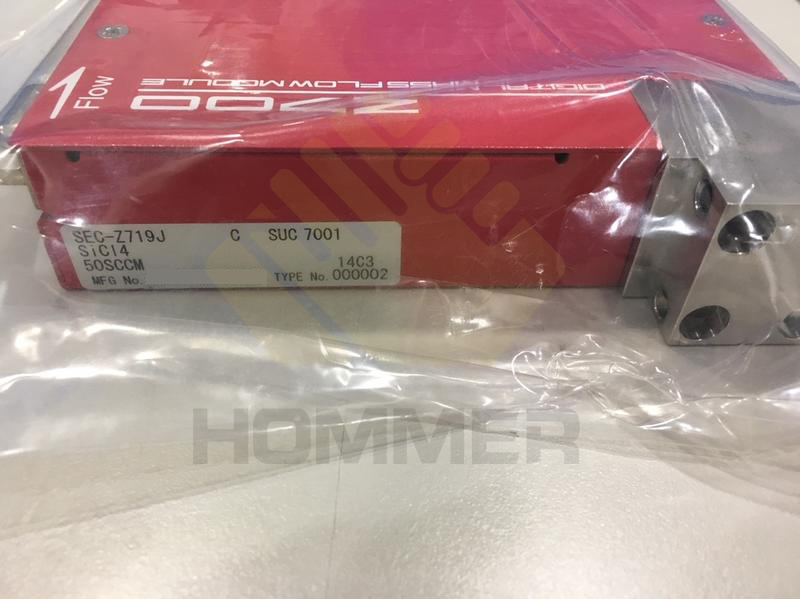 1 Flow
Z700
DIGITAL MASS FLOW MODULE
SEC-Z719J C SUC 7001
SiCl4
50SCCM 14C3
MFG No. TYPE No. 000002
HOMMER